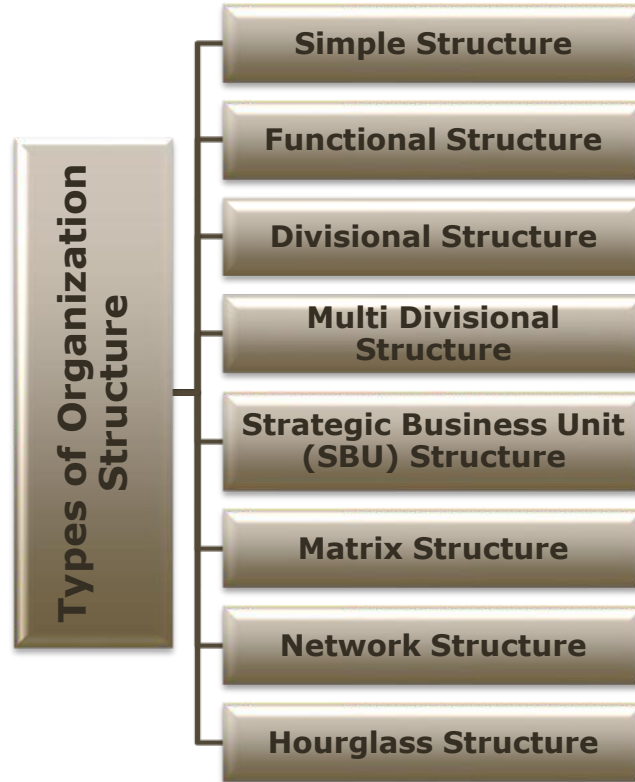 Types of Organization
Structure
Simple Structure
Functional Structure
Divisional Structure
Multi Divisional
Structure
Strategic Business Unit
(SBU) Structure
Matrix Structure
Network Structure
Hourglass Structure